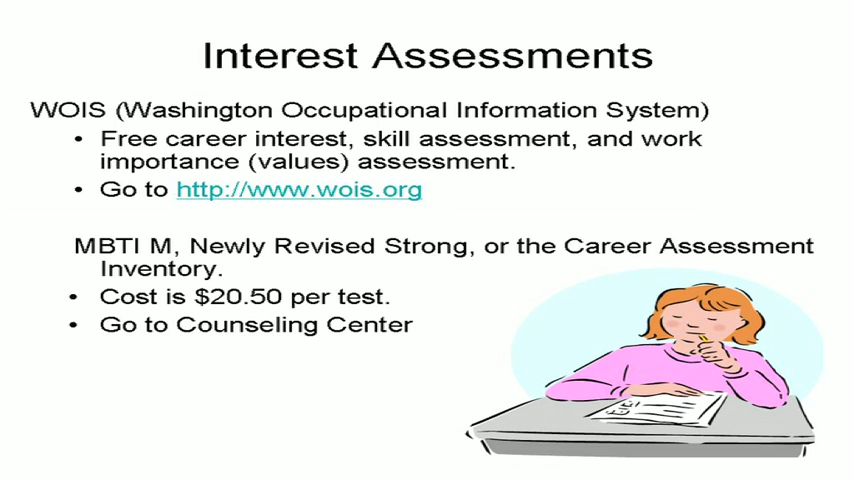 Interest Assessments
WOIS (Washington Occupational Information System)
• Free career interest, skill assessment, and work
importance (values) assessment.
• Go to http://www.wois.org
MBTI M, Newly Revised Strong, or the Career Assessment
Inventory.
• Cost is $20.50 per test.
• Go to Counseling Center